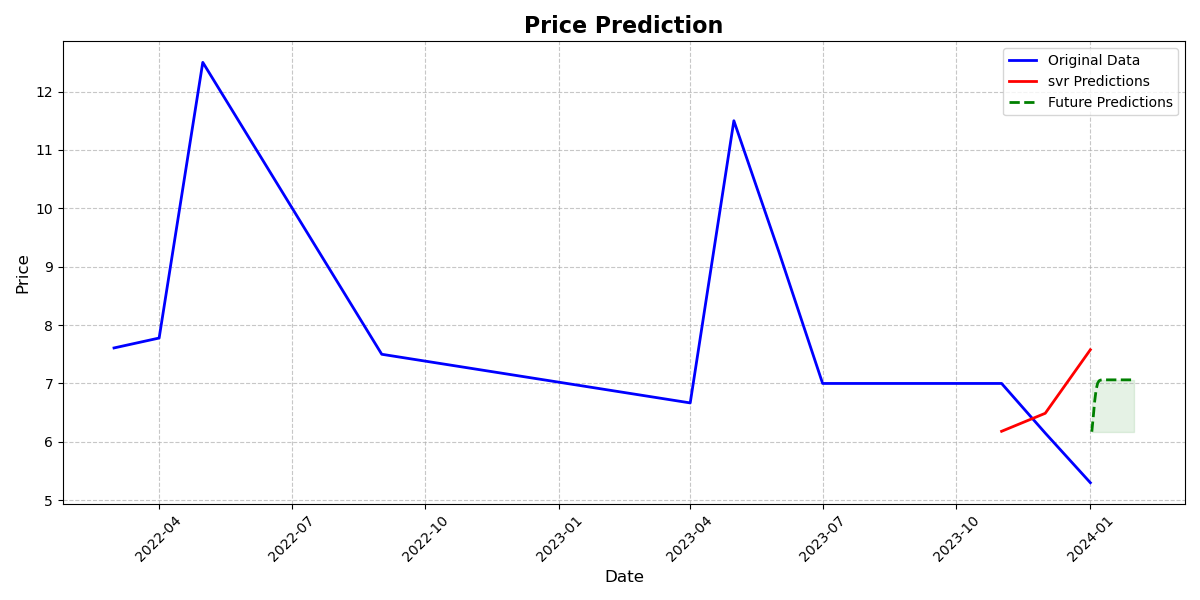 Price Prediction
Original Data
svr Predictions
Future Predictions
Price
12
11
10
9
8
7
6
5
2022-04
2022-07
2022-10
2023-01
2023-04
2023-07
2023-10
2024-01
Date